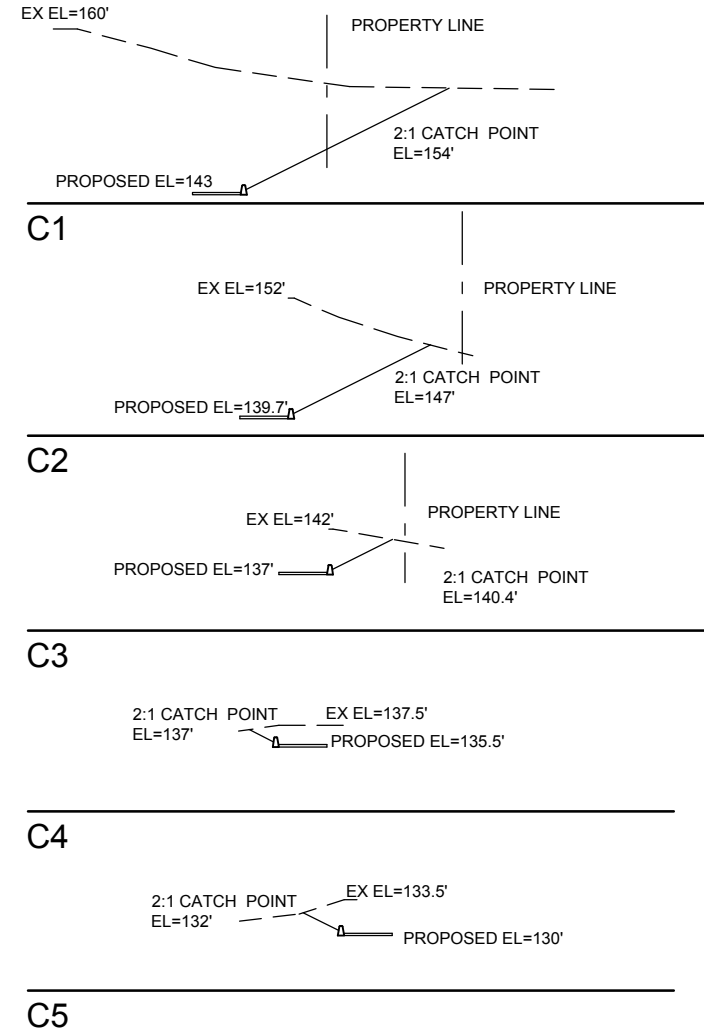 EX EL=160'
PROPERTY LINE
2:1 CATCH POINT
EL=154'
PROPOSED EL=143
C1
EX EL=152'
PROPERTY LINE
2:1 CATCH POINT
EL=147'
PROPOSED EL=139.7'
C2
EX EL=142'
PROPERTY LINE
PROPOSED EL=137'
2:1 CATCH POINT
EL=140.4'
C3
2:1 CATCH POINT
EL=137'
EX EL=137.5'
PROPOSED EL=135.5'
C4
2:1 CATCH POINT
EL=132'
EX EL=133.5'
PROPOSED EL=130'
C5